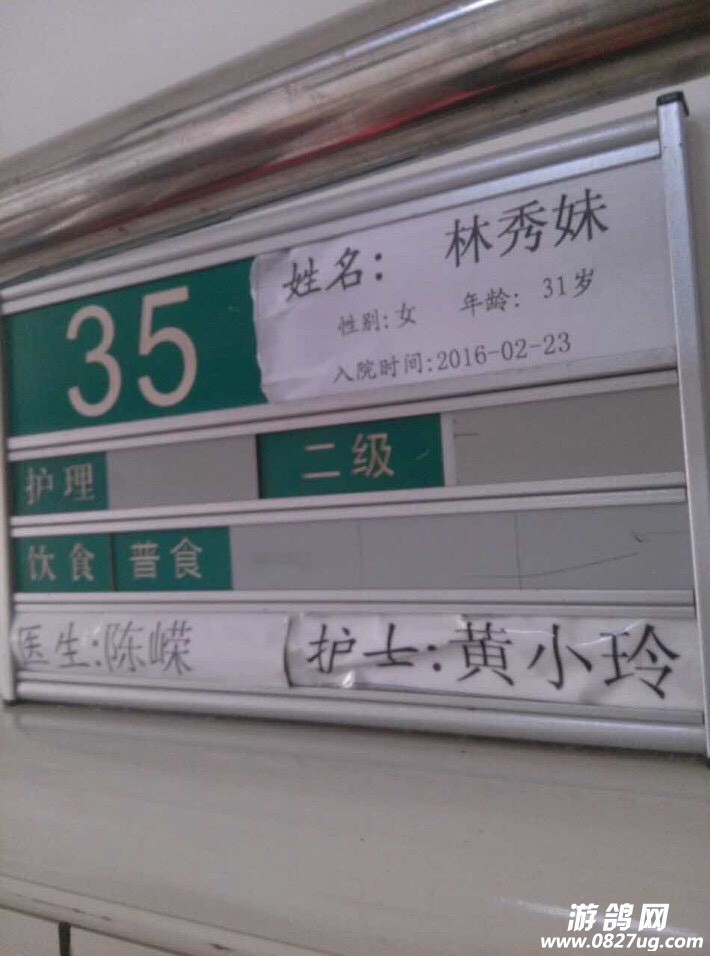 35
姓名: 林秀妹
性别:女 年龄: 31岁
入院时间:2016-02-23
护理 二级
饮食 普食
医生:陈嵘 护士:黄小玲
游鸽网
www.0827ug.com